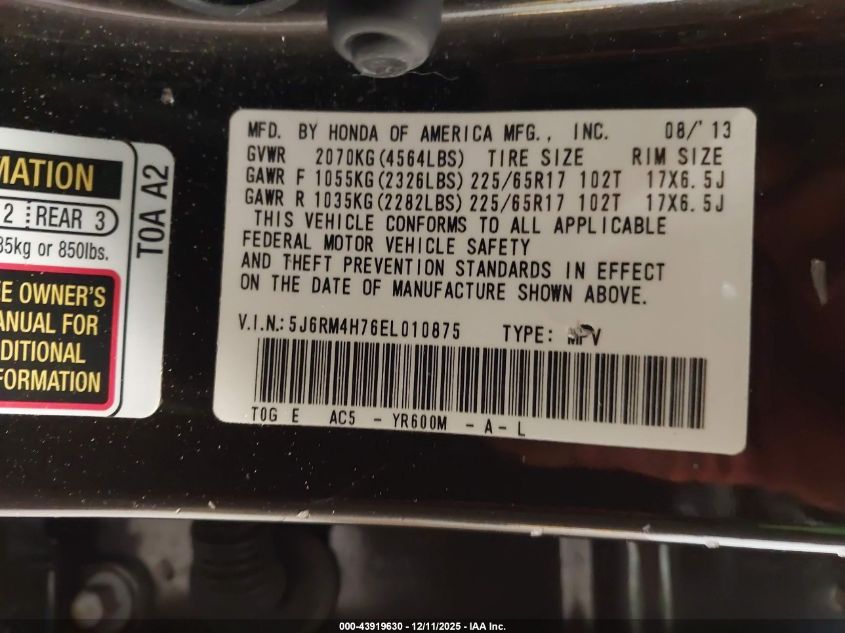 MATION
2 REAR 3
35kg or 850lbs.
E OWNER'S
ANUAL FOR
DITIONAL
FORMATION
T0A A2
MFD. BY HONDA OF AMERICA MFG., INC. 08/'13
GVWR 2070KG(4564LBS) TIRE SIZE RIM SIZE
GAWR F 1055KG(2326LBS) 225/65R17 102T 17X6.5J
GAWR R 1035KG(2282LBS) 225/65R17 102T 17X6.5J
THIS VEHICLE CONFORMS TO ALL APPLICABLE
FEDERAL MOTOR VEHICLE SAFETY
AND THEFT PREVENTION STANDARDS IN EFFECT
ON THE DATE OF MANUFACTURE SHOWN ABOVE.
V.I.N.: 5J6RM4H76EL010875 TYPE: MPV
T0G E AC5 - YR600M - A - L
000-43919630 - 12/11/2025 - IAA Inc.